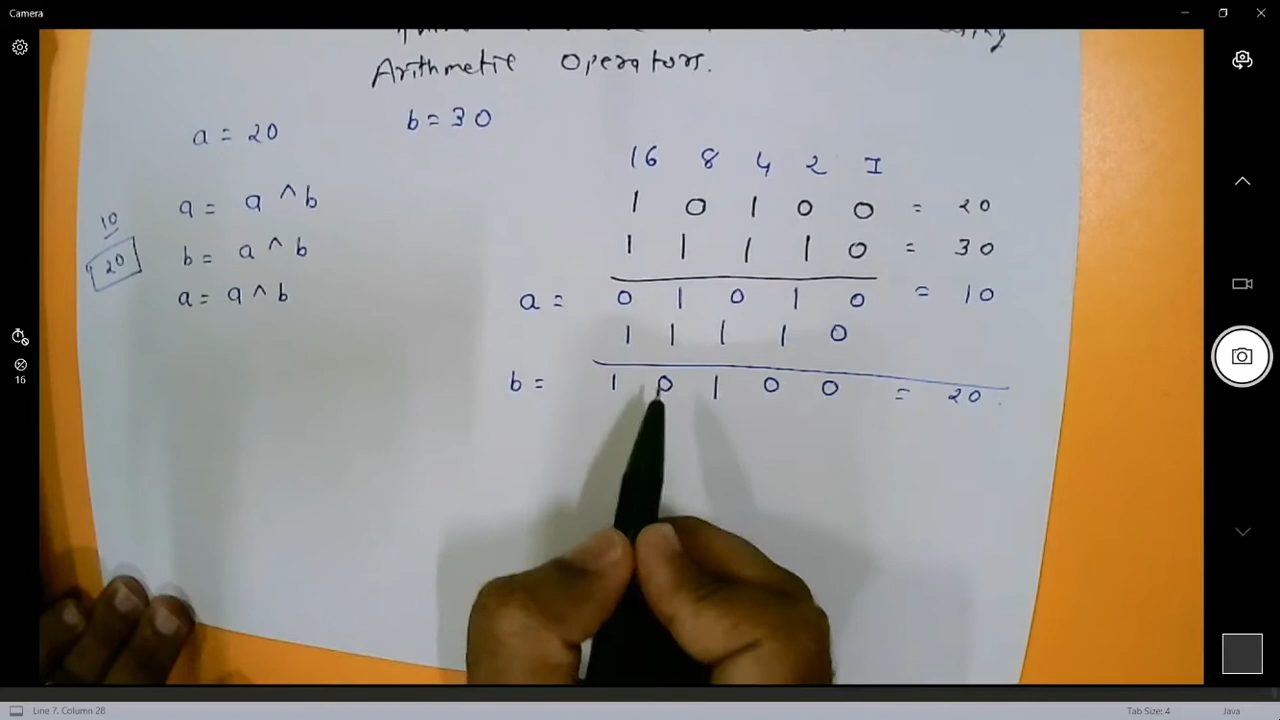 Camera
Arithmetic Operators.
a = 20 b = 30
16 8 4 2 1
a = a ^ b 1 0 1 0 0 = 20
10
b = a ^ b 1 1 1 1 0 = 30
20
a = a ^ b a = 0 1 0 1 0 = 10
1 1 1 1 0
b = 1 0 1 0 0 = 20.
16
Line 7, Column 28 Tab Size: 4 Java